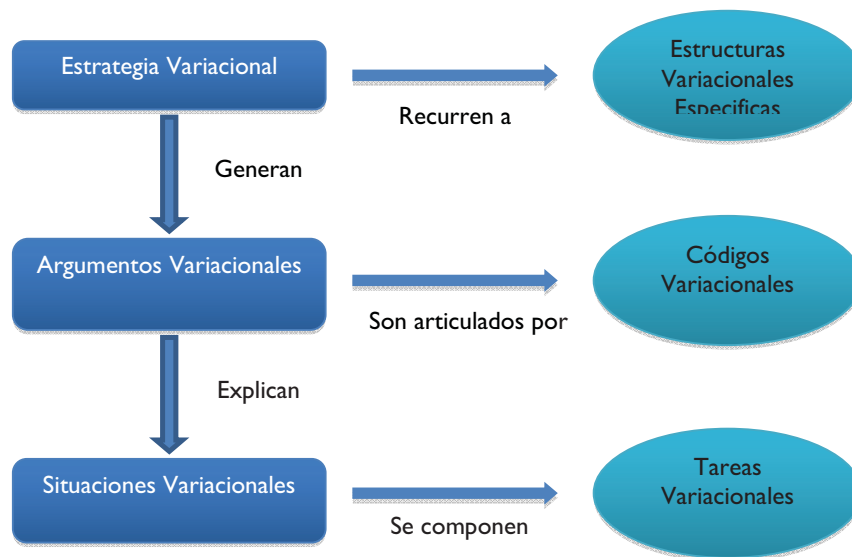 Estrategia Variacional
Estructuras
Variacionales
Especificas
Recurren a
Generan
Argumentos Variacionales
Códigos
Variacionales
Son articulados por
Explican
Situaciones Variacionales
Tareas
Variacionales
Se componen